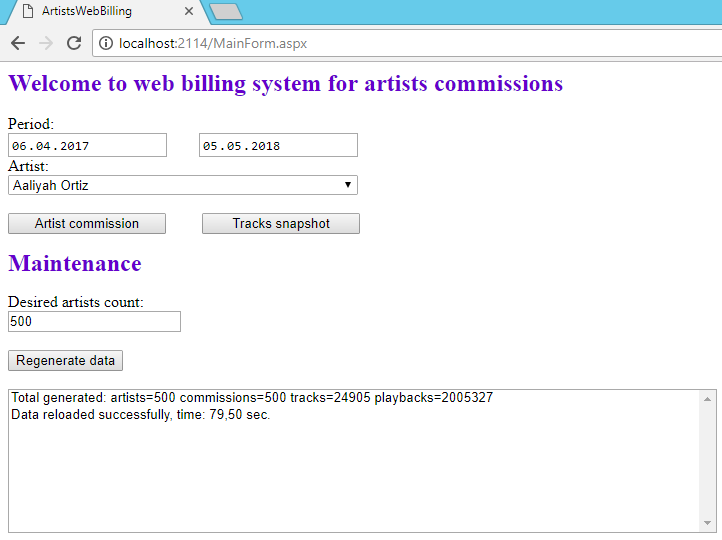 ArtistsWebBilling
localhost:2114/MainForm.aspx
Welcome to web billing system for artists commissions
Period:
06.04.2017 05.05.2018
Artist:
Aaliyah Ortiz
Artist commission Tracks snapshot
Maintenance
Desired artists count:
500
Regenerate data
Total generated: artists=500 commissions=500 tracks=24905 playbacks=2005327
Data reloaded successfully, time: 79,50 sec.